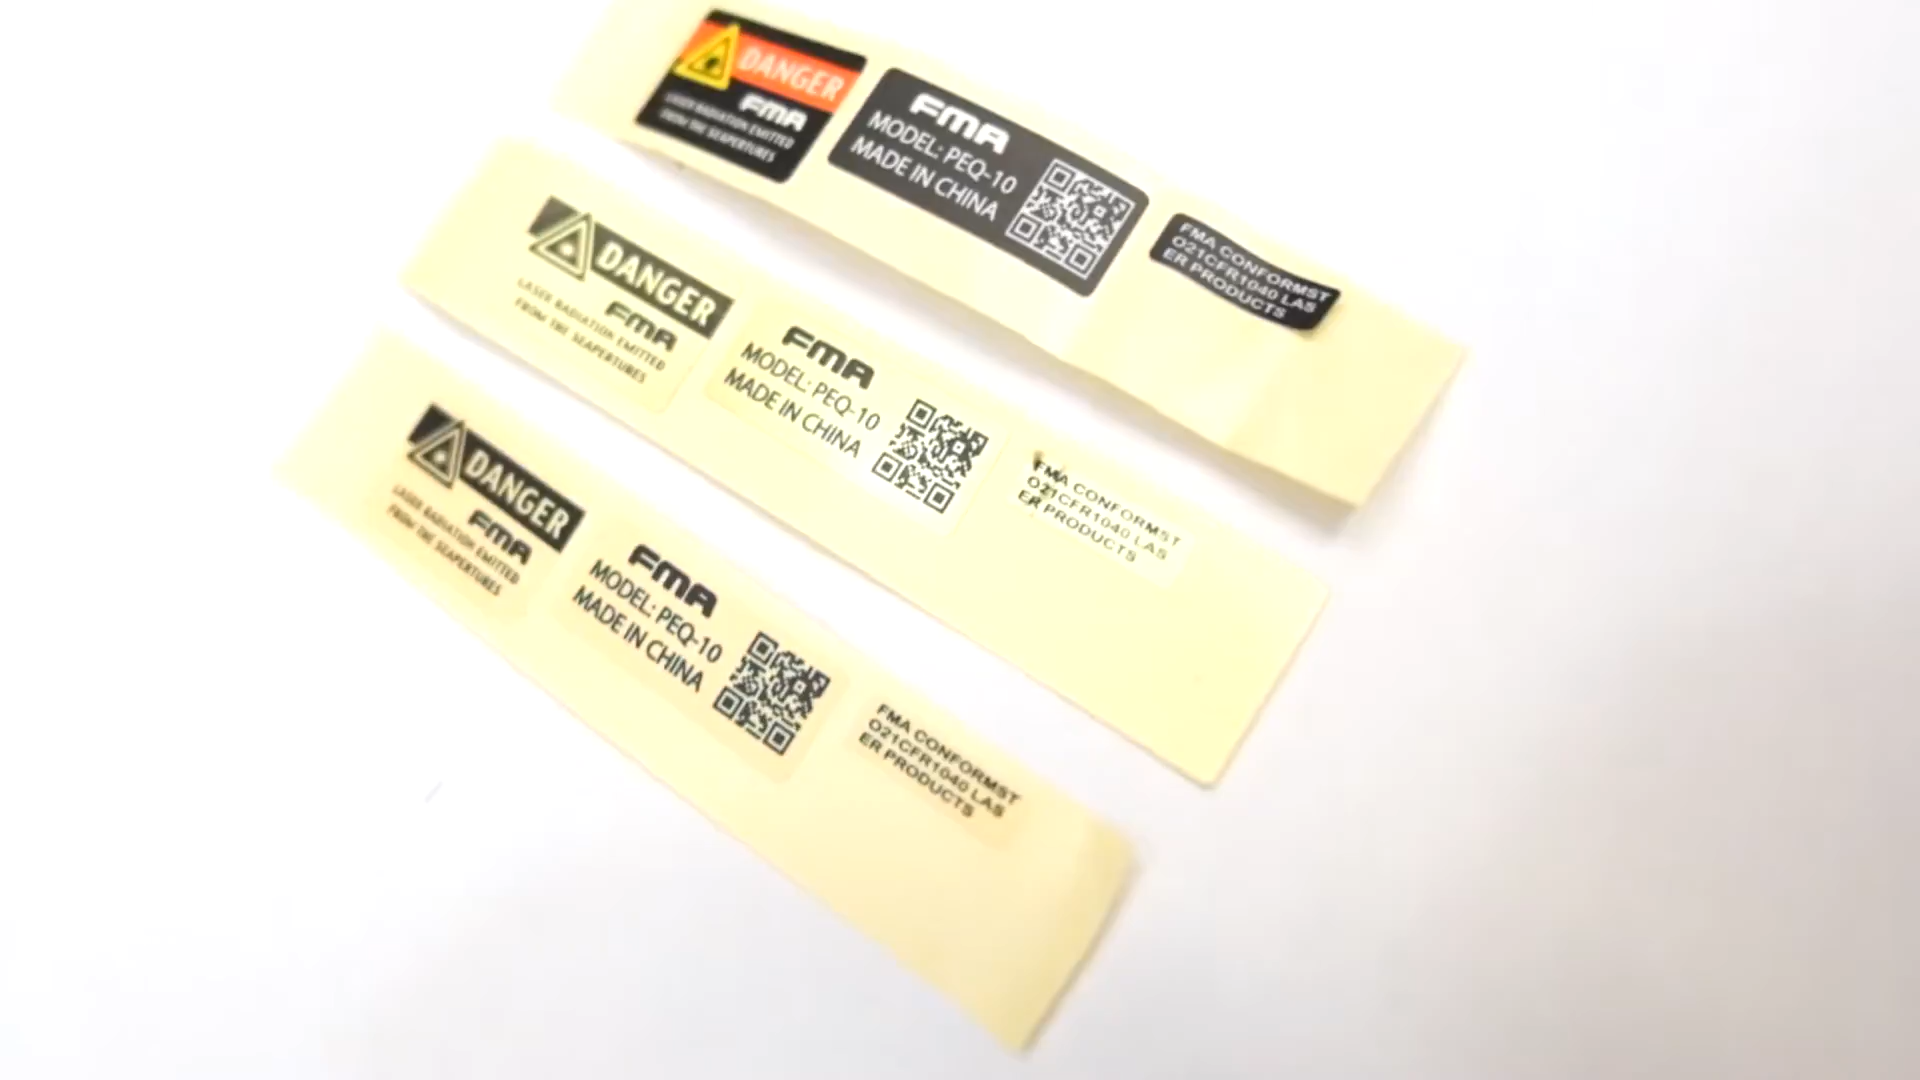 DANGER
FMA
LASER RADIATION EMITTED
FROM THE SEAPERTURES
FMA
MODEL: PEQ-10
MADE IN CHINA
FMA CONFORMST
O21CFR1040 LAS
ER PRODUCTS
DANGER
FMA
LASER RADIATION EMITTED
FROM THE SEAPERTURES
FMA
MODEL: PEQ-10
MADE IN CHINA
FMA CONFORMST
O21CFR1040 LAS
ER PRODUCTS
DANGER
FMA
LASER RADIATION EMITTED
FROM THE SEAPERTURES
FMA
MODEL: PEQ-10
MADE IN CHINA
FMA CONFORMST
O21CFR1040 LAS
ER PRODUCTS